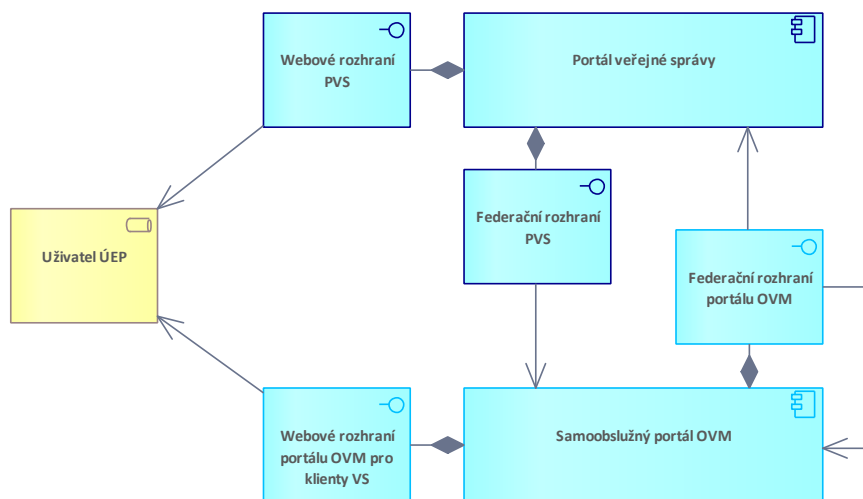 Webové rozhraní
PVS
Portál veřejné správy
Federační rozhraní
PVS
Uživatel ÚEP
Federační rozhraní
portálu OVM
Webové rozhraní
portálu OVM pro
klienty VS
Samoobslužný portál OVM